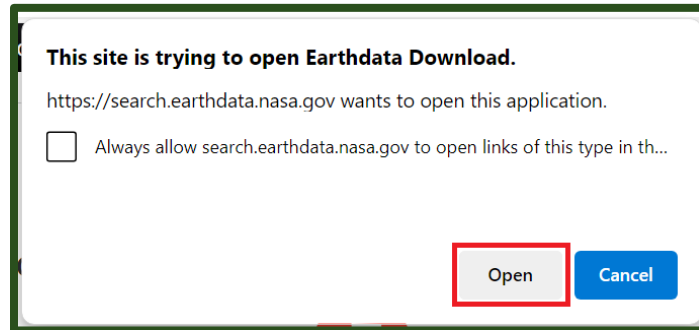 This site is trying to open Earthdata Download.
https://search.earthdata.nasa.gov wants to open this application.
Always allow search.earthdata.nasa.gov to open links of this type in th...
Open Cancel